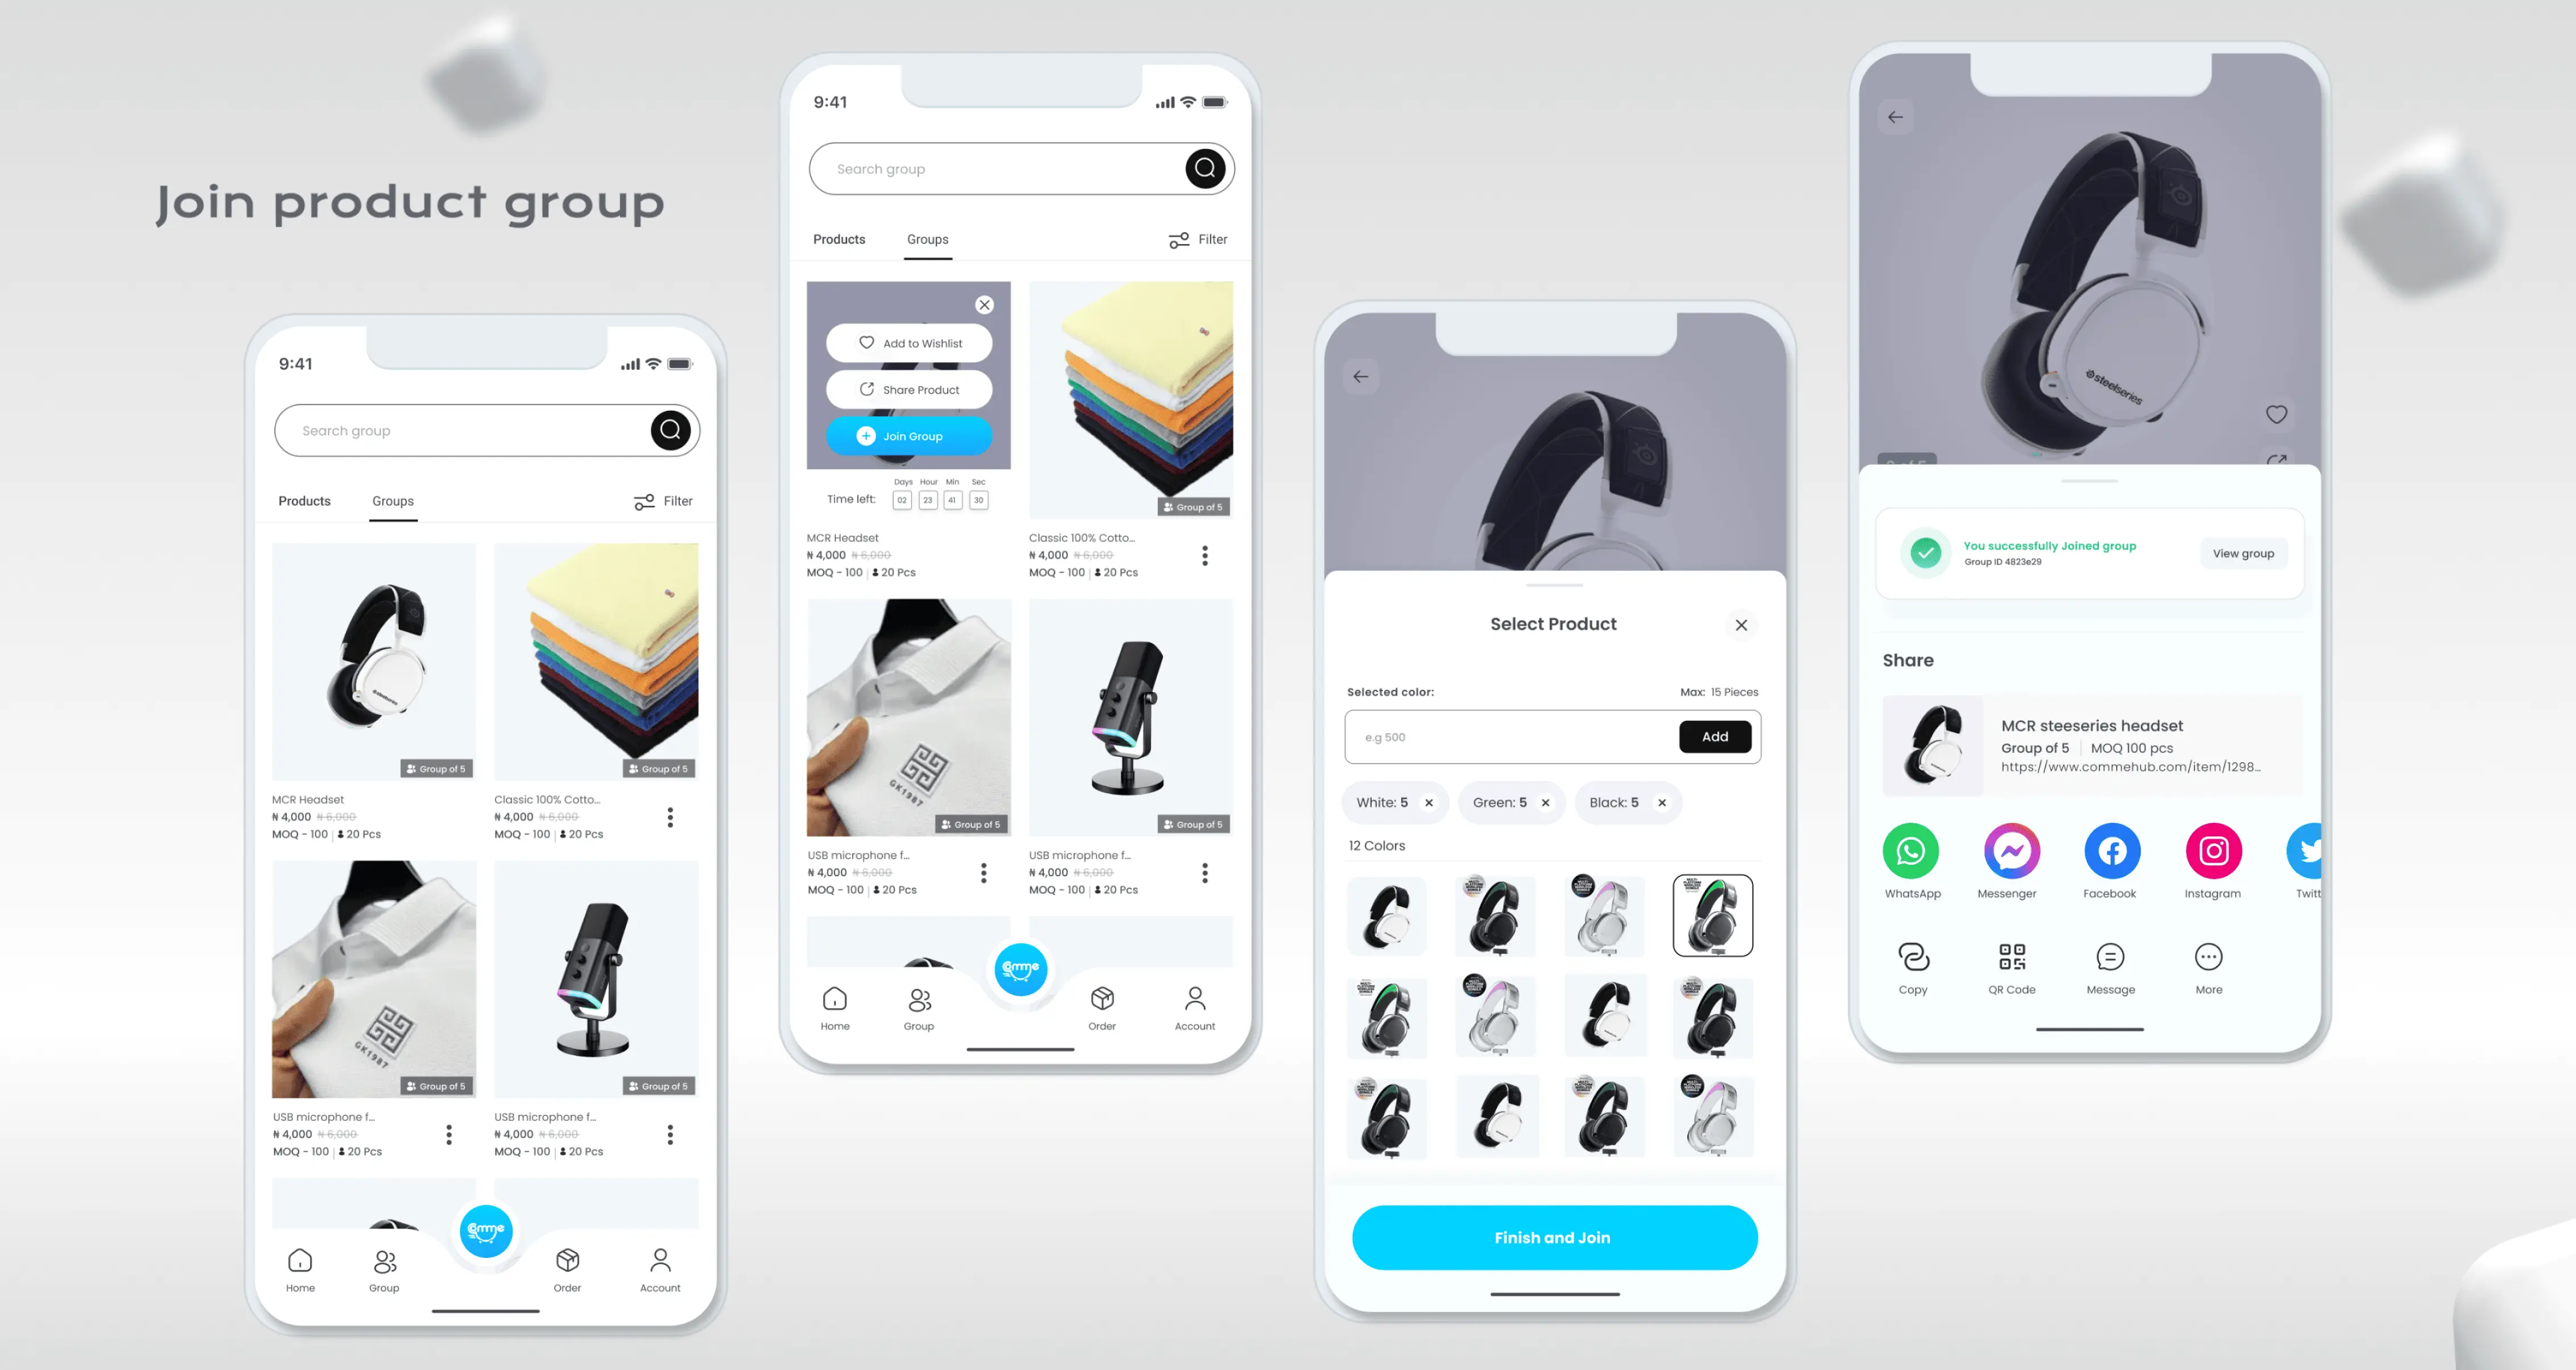 Join product group
9:41
Search group
Products Groups Filter
Group of 5 Group of 5
MCR Headset Classic 100% Cotto...
₦ 4,000 ₦ 6,000 ₦ 4,000 ₦ 6,000
MOQ - 100 | 20 Pcs MOQ - 100 | 20 Pcs
steelseries
GK1987
Group of 5 Group of 5
USB microphone f... USB microphone f...
₦ 4,000 ₦ 6,000 ₦ 4,000 ₦ 6,000
MOQ - 100 | 20 Pcs MOQ - 100 | 20 Pcs
comme
Home Group Order Account
9:41
Search group
Products Groups Filter
Add to Wishlist
Share Product
Join Group
Days Hour Min Sec
Time left: 02 23 41 30
Group of 5
MCR Headset Classic 100% Cotto...
₦ 4,000 ₦ 6,000 ₦ 4,000 ₦ 6,000
MOQ - 100 | 20 Pcs MOQ - 100 | 20 Pcs
GK1987
Group of 5 Group of 5
USB microphone f... USB microphone f...
₦ 4,000 ₦ 6,000 ₦ 4,000 ₦ 6,000
MOQ - 100 | 20 Pcs MOQ - 100 | 20 Pcs
comme
Home Group Order Account
Select Product
Selected color: Max: 15 Pieces
e.g 500 Add
White: 5 Green: 5 Black: 5
12 Colors
Finish and Join
steelseries
You successfully Joined group
Group ID 4823e29
View group
Share
MCR steeseries headset
Group of 5 | MOQ 100 pcs
https://www.commehub.com/item/1298...
WhatsApp Messenger Facebook Instagram Twitt
Copy QR Code Message More